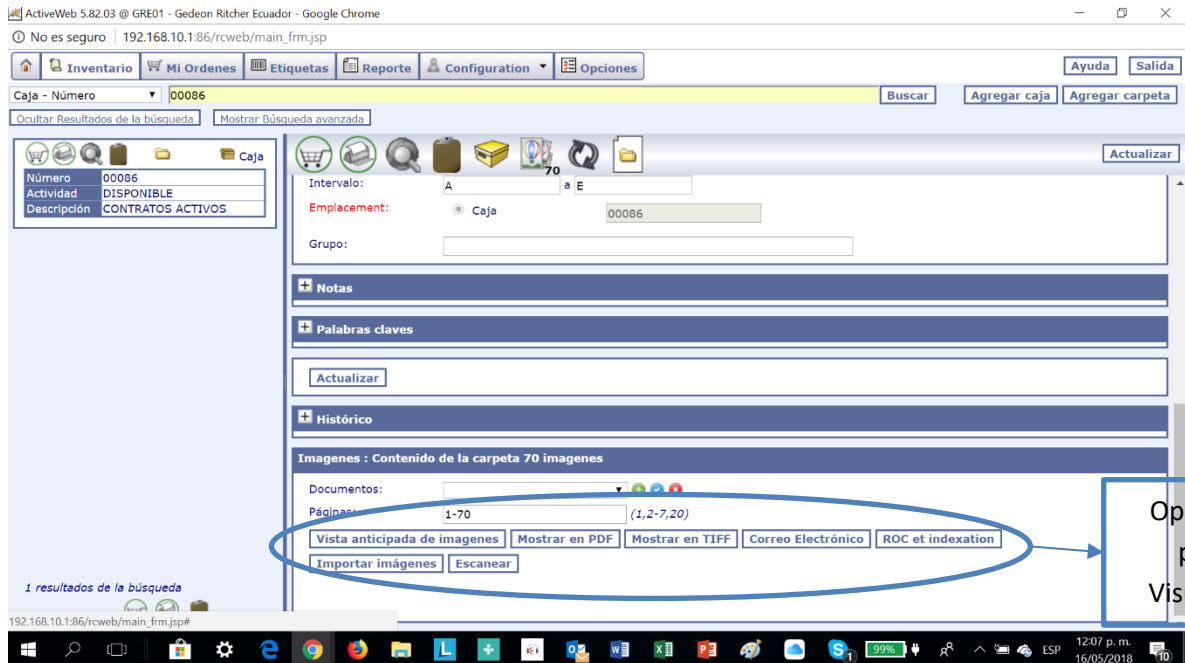 ActiveWeb 5.82.03 @ GRE01 - Gedeon Ritcher Ecuador - Google Chrome
No es seguro | 192.168.10.1:86/rcweb/main_frm.jsp
Inventario Mi Ordenes Etiquetas Reporte Configuration Opciones Ayuda Salida
Caja - Número 00086 Buscar Agregar caja Agregar carpeta
Ocultar Resultados de la búsqueda Mostrar Búsqueda avanzada
Caja
Número 00086
Actividad DISPONIBLE
Descripción CONTRATOS ACTIVOS
70 Actualizar
Intervalo: A a E
Emplacement: Caja 00086
Grupo:
Notas
Palabras claves
Actualizar
Histórico
Imagenes : Contenido de la carpeta 70 imagenes
Documentos:
Páginas: 1-70 (1,2-7,20)
Vista anticipada de imagenes Mostrar en PDF Mostrar en TIFF Correo Electrónico ROC et indexation
Importar imágenes Escanear
Op
p
Vis
1 resultados de la búsqueda
192.168.10.1:86/rcweb/main_frm.jsp#
99% ESP 12:07 p. m.
16/05/2018
10